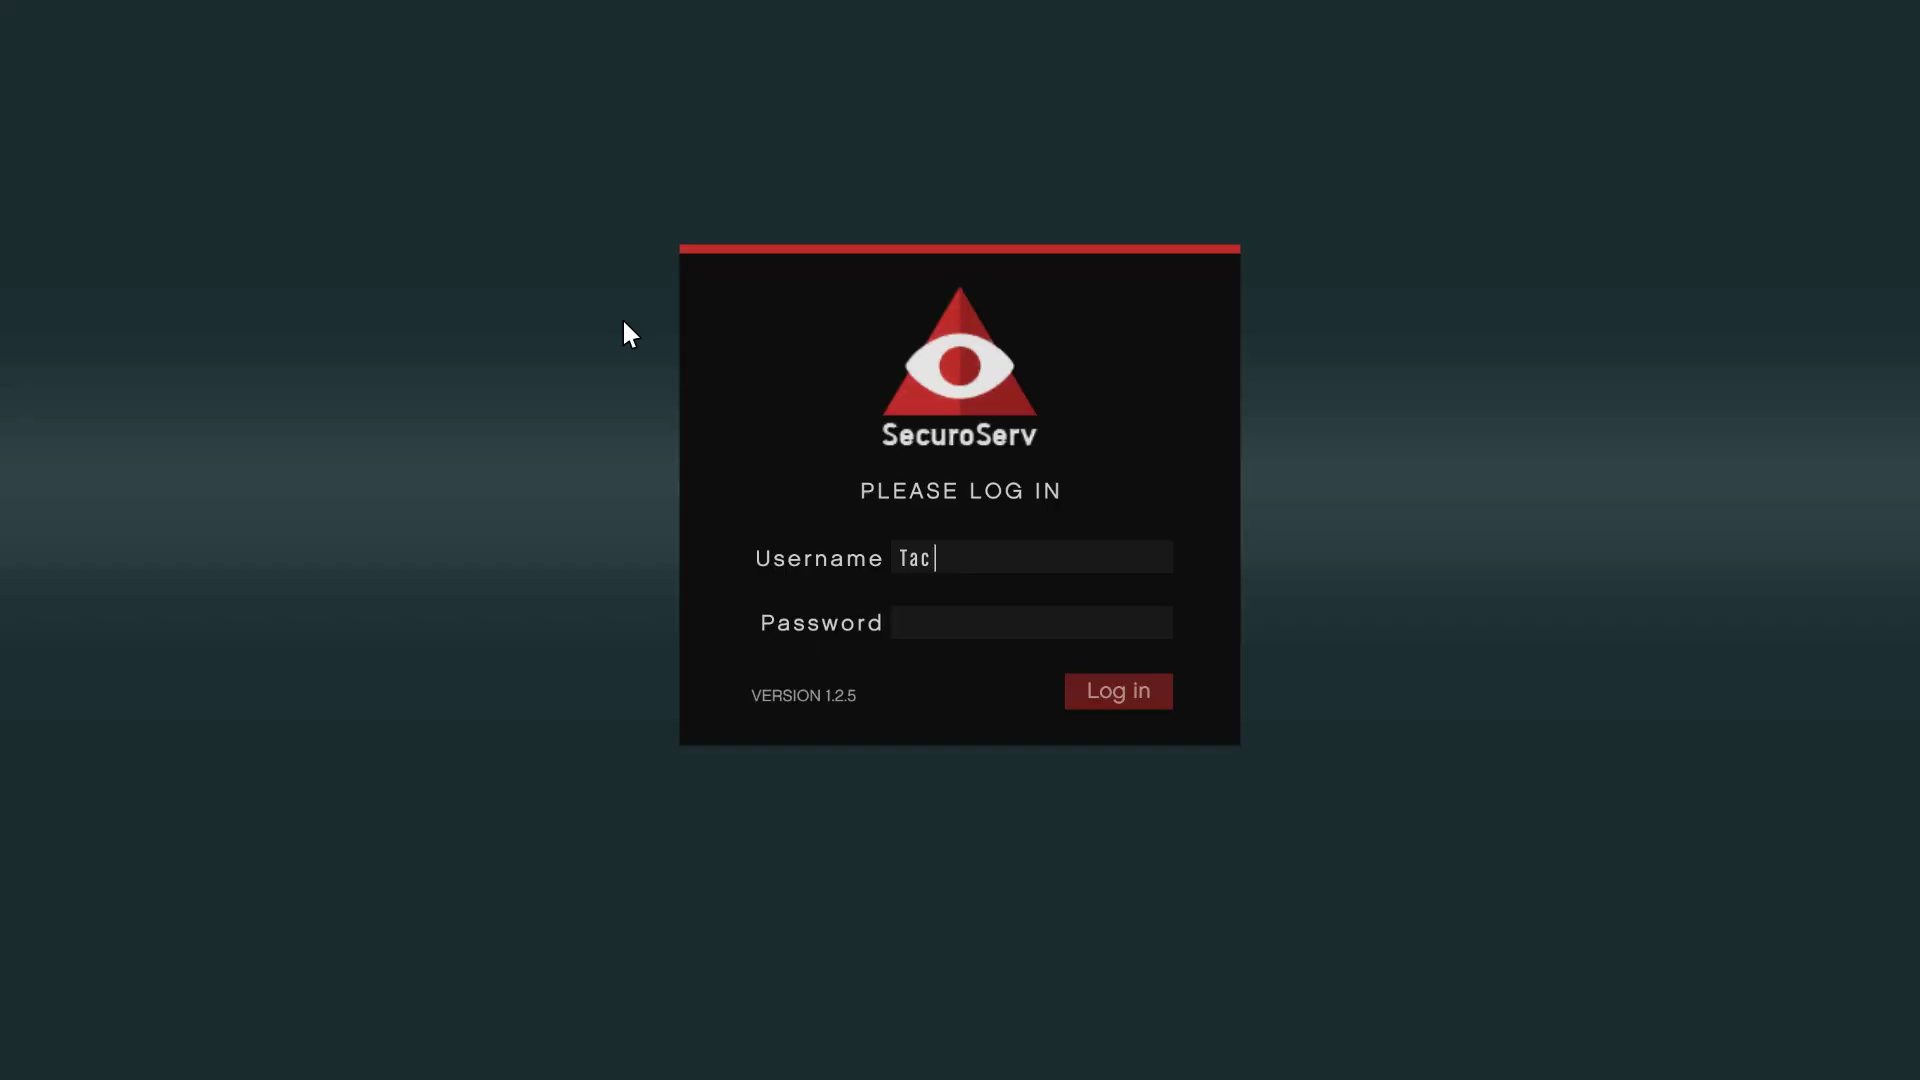 SecuroServ
PLEASE LOG IN
Username Tac
Password
VERSION 1.2.5
Log in